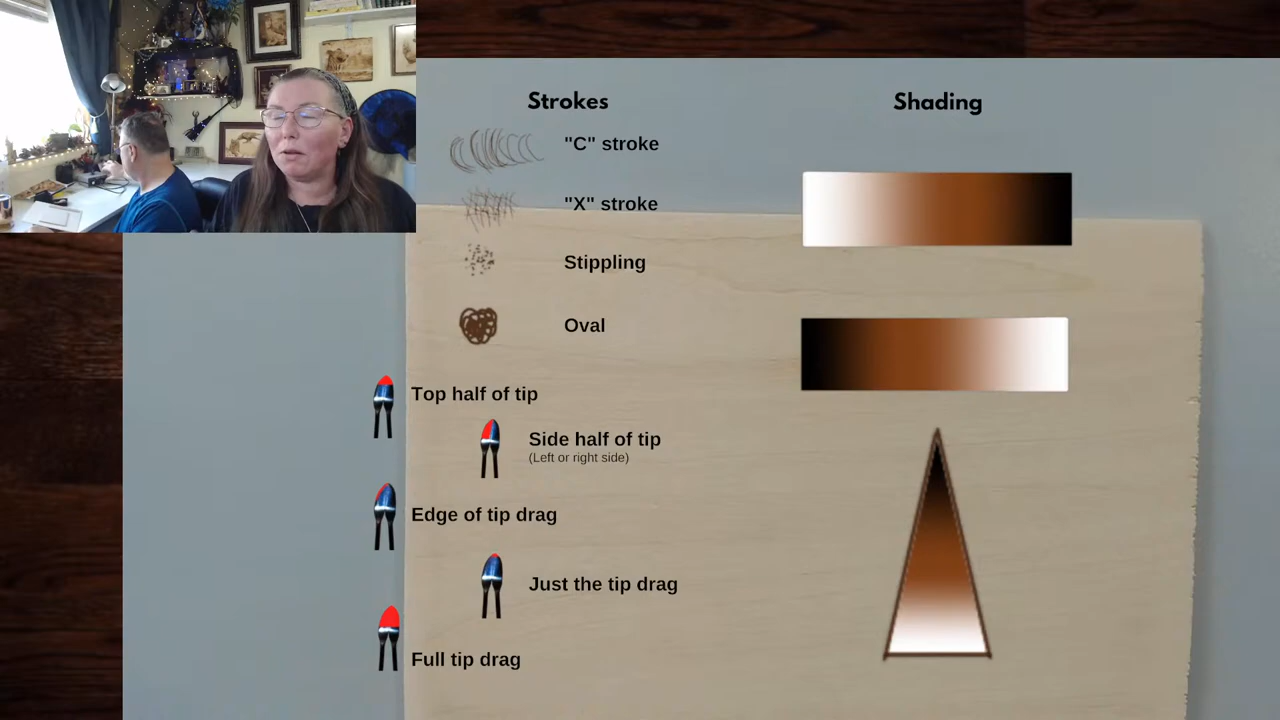 Strokes
"C" stroke
"X" stroke
Stippling
Oval
Top half of tip
Side half of tip
(Left or right side)
Edge of tip drag
Just the tip drag
Full tip drag
Shading